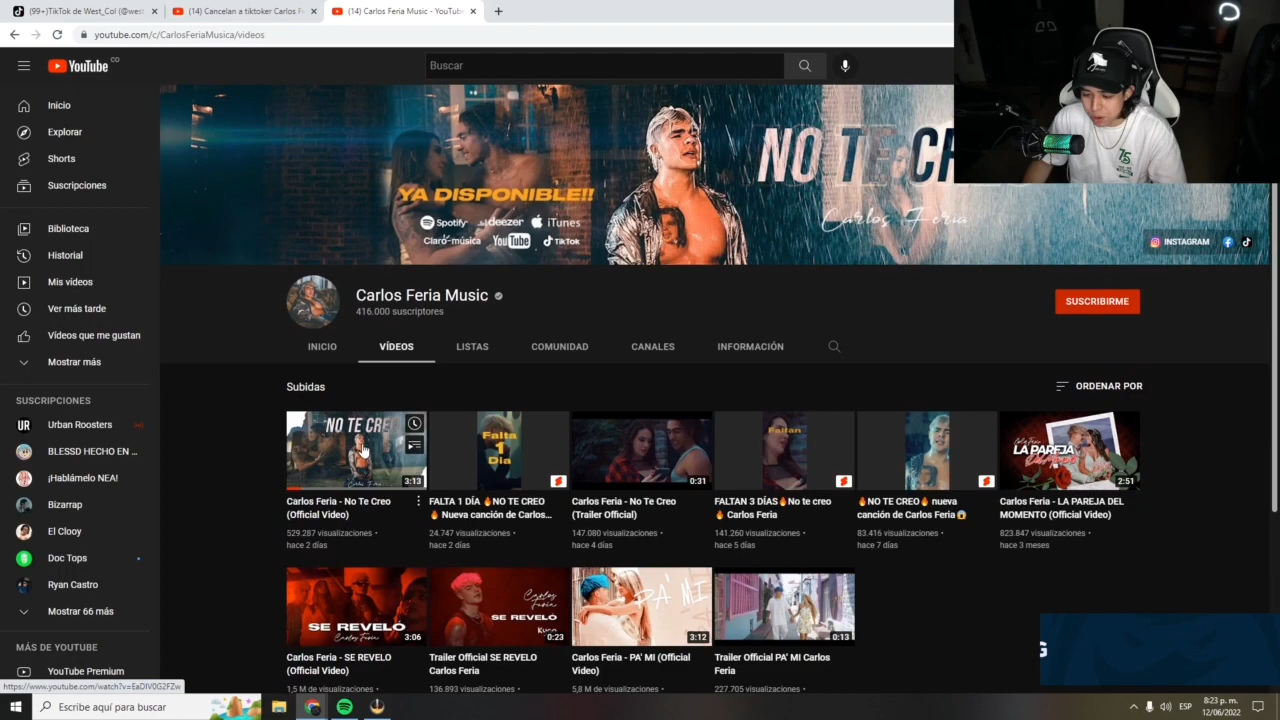 (99+)TikTok de West_Col (@west
(14) Cancelan a tiktoker Carlos F
(14) Carlos Feria Music - YouTub
youtube.com/c/CarlosFeriaMusica/videos
YouTube CO
Buscar
Inicio
Explorar
Shorts
Suscripciones
Biblioteca
Historial
Mis vídeos
Ver más tarde
Vídeos que me gustan
Mostrar más
SUSCRIPCIONES
Urban Roosters
BLESSD HECHO EN ...
¡Hablámelo NEA!
Bizarrap
El Clooy
Doc Tops
Ryan Castro
Mostrar 66 más
MÁS DE YOUTUBE
YouTube Premium
YA DISPONIBLE!!
Spotify deezer iTunes
Claro-música YouTube TikTok
NO TE CR
Carlos Feria
INSTAGRAM
Carlos Feria Music
416.000 suscriptores
SUSCRIBIRME
INICIO VÍDEOS LISTAS COMUNIDAD CANALES INFORMACIÓN
Subidas
ORDENAR POR
NO TE CRE
3:13
Carlos Feria - No Te Creo
(Official Video)
529.287 visualizaciones •
hace 2 días
Falta
1
Dia
FALTA 1 DÍA 🔥NO TE CREO
🔥 Nueva canción de Carlos...
24.747 visualizaciones •
hace 2 días
0:31
Carlos Feria - No Te Creo
(Trailer Official)
147.080 visualizaciones •
hace 4 días
Faltan
FALTAN 3 DÍAS🔥No te creo
🔥 Carlos Feria
141.260 visualizaciones •
hace 5 días
🔥NO TE CREO🔥 nueva
canción de Carlos Feria😱
83.416 visualizaciones •
hace 7 días
LA PAREJA
2:51
Carlos Feria - LA PAREJA DEL
MOMENTO (Official Video)
823.847 visualizaciones •
hace 3 meses
SE REVELÓ
Carlos Feria
3:06
Carlos Feria - SE REVELO
(Official Video)
1,5 M de visualizaciones •
Carlos
Feria
SE REVELÓ
0:23
Trailer Official SE REVELO
Carlos Feria
136.893 visualizaciones •
PA' MI
3:12
Carlos Feria - PA' MI (Official
Video)
5,8 M de visualizaciones •
0:13
Trailer Oficial PA' MI Carlos
Feria
227.705 visualizaciones •
G
https://www.youtube.com/watch?v=EaDIV0G2FZw
Escribe aquí para buscar
ESP
8:23 p. m.
12/06/2022